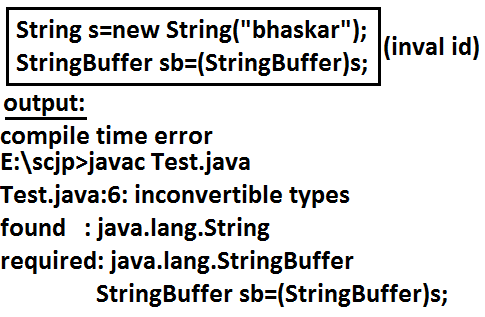 String s=new String("bhaskar");
StringBuffer sb=(StringBuffer)s;
(inval id)
output:
compile time error
E:\scjp>javac Test.java
Test.java:6: inconvertible types
found : java.lang.String
required: java.lang.StringBuffer
StringBuffer sb=(StringBuffer)s;